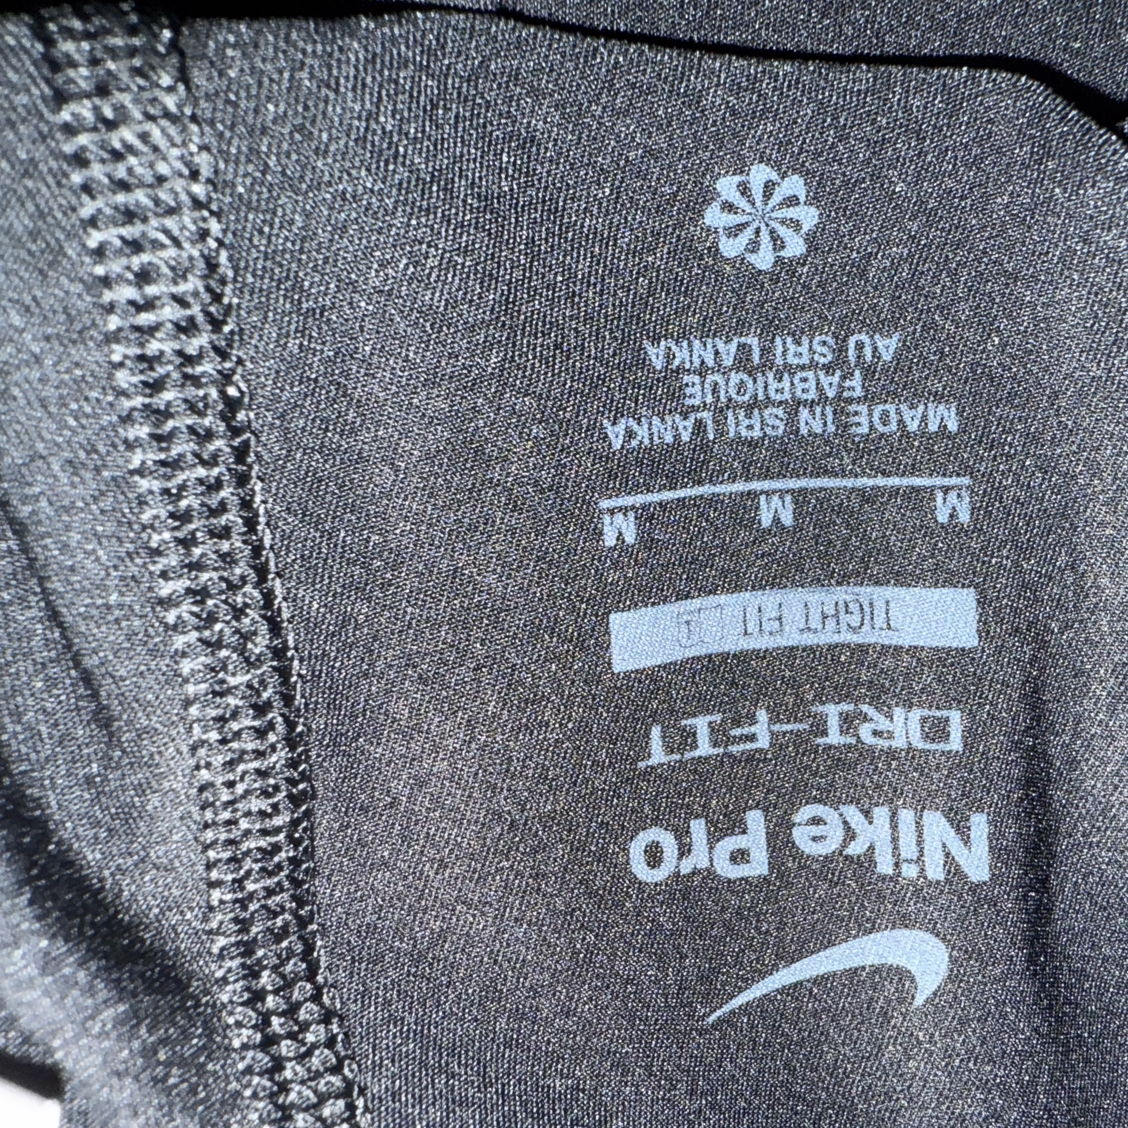 Nike Pro
DRI-FIT
TIGHT FIT
M M M
MADE IN SRI LANKA
FABRIQUE
AU SRI LANKA